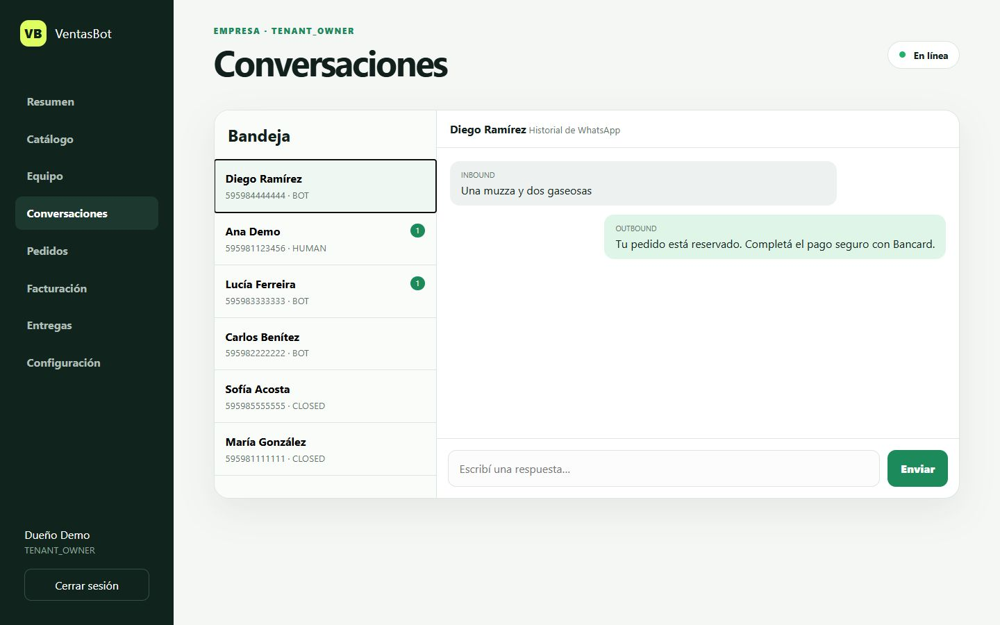 VB VentasBot
Resumen
Catálogo
Equipo
Conversaciones
Pedidos
Facturación
Entregas
Configuración
Dueño Demo
TENANT_OWNER
Cerrar sesión
EMPRESA · TENANT_OWNER
Conversaciones
En línea
Bandeja
Diego Ramírez
595984444444 · BOT
Ana Demo 1
595981123456 · HUMAN
Lucía Ferreira 1
595983333333 · BOT
Carlos Benítez
595982222222 · BOT
Sofía Acosta
595985555555 · CLOSED
María González
595981111111 · CLOSED
Diego Ramírez Historial de WhatsApp
INBOUND
Una muzza y dos gaseosas
OUTBOUND
Tu pedido está reservado. Completá el pago seguro con Bancard.
Escribí una respuesta...
Enviar